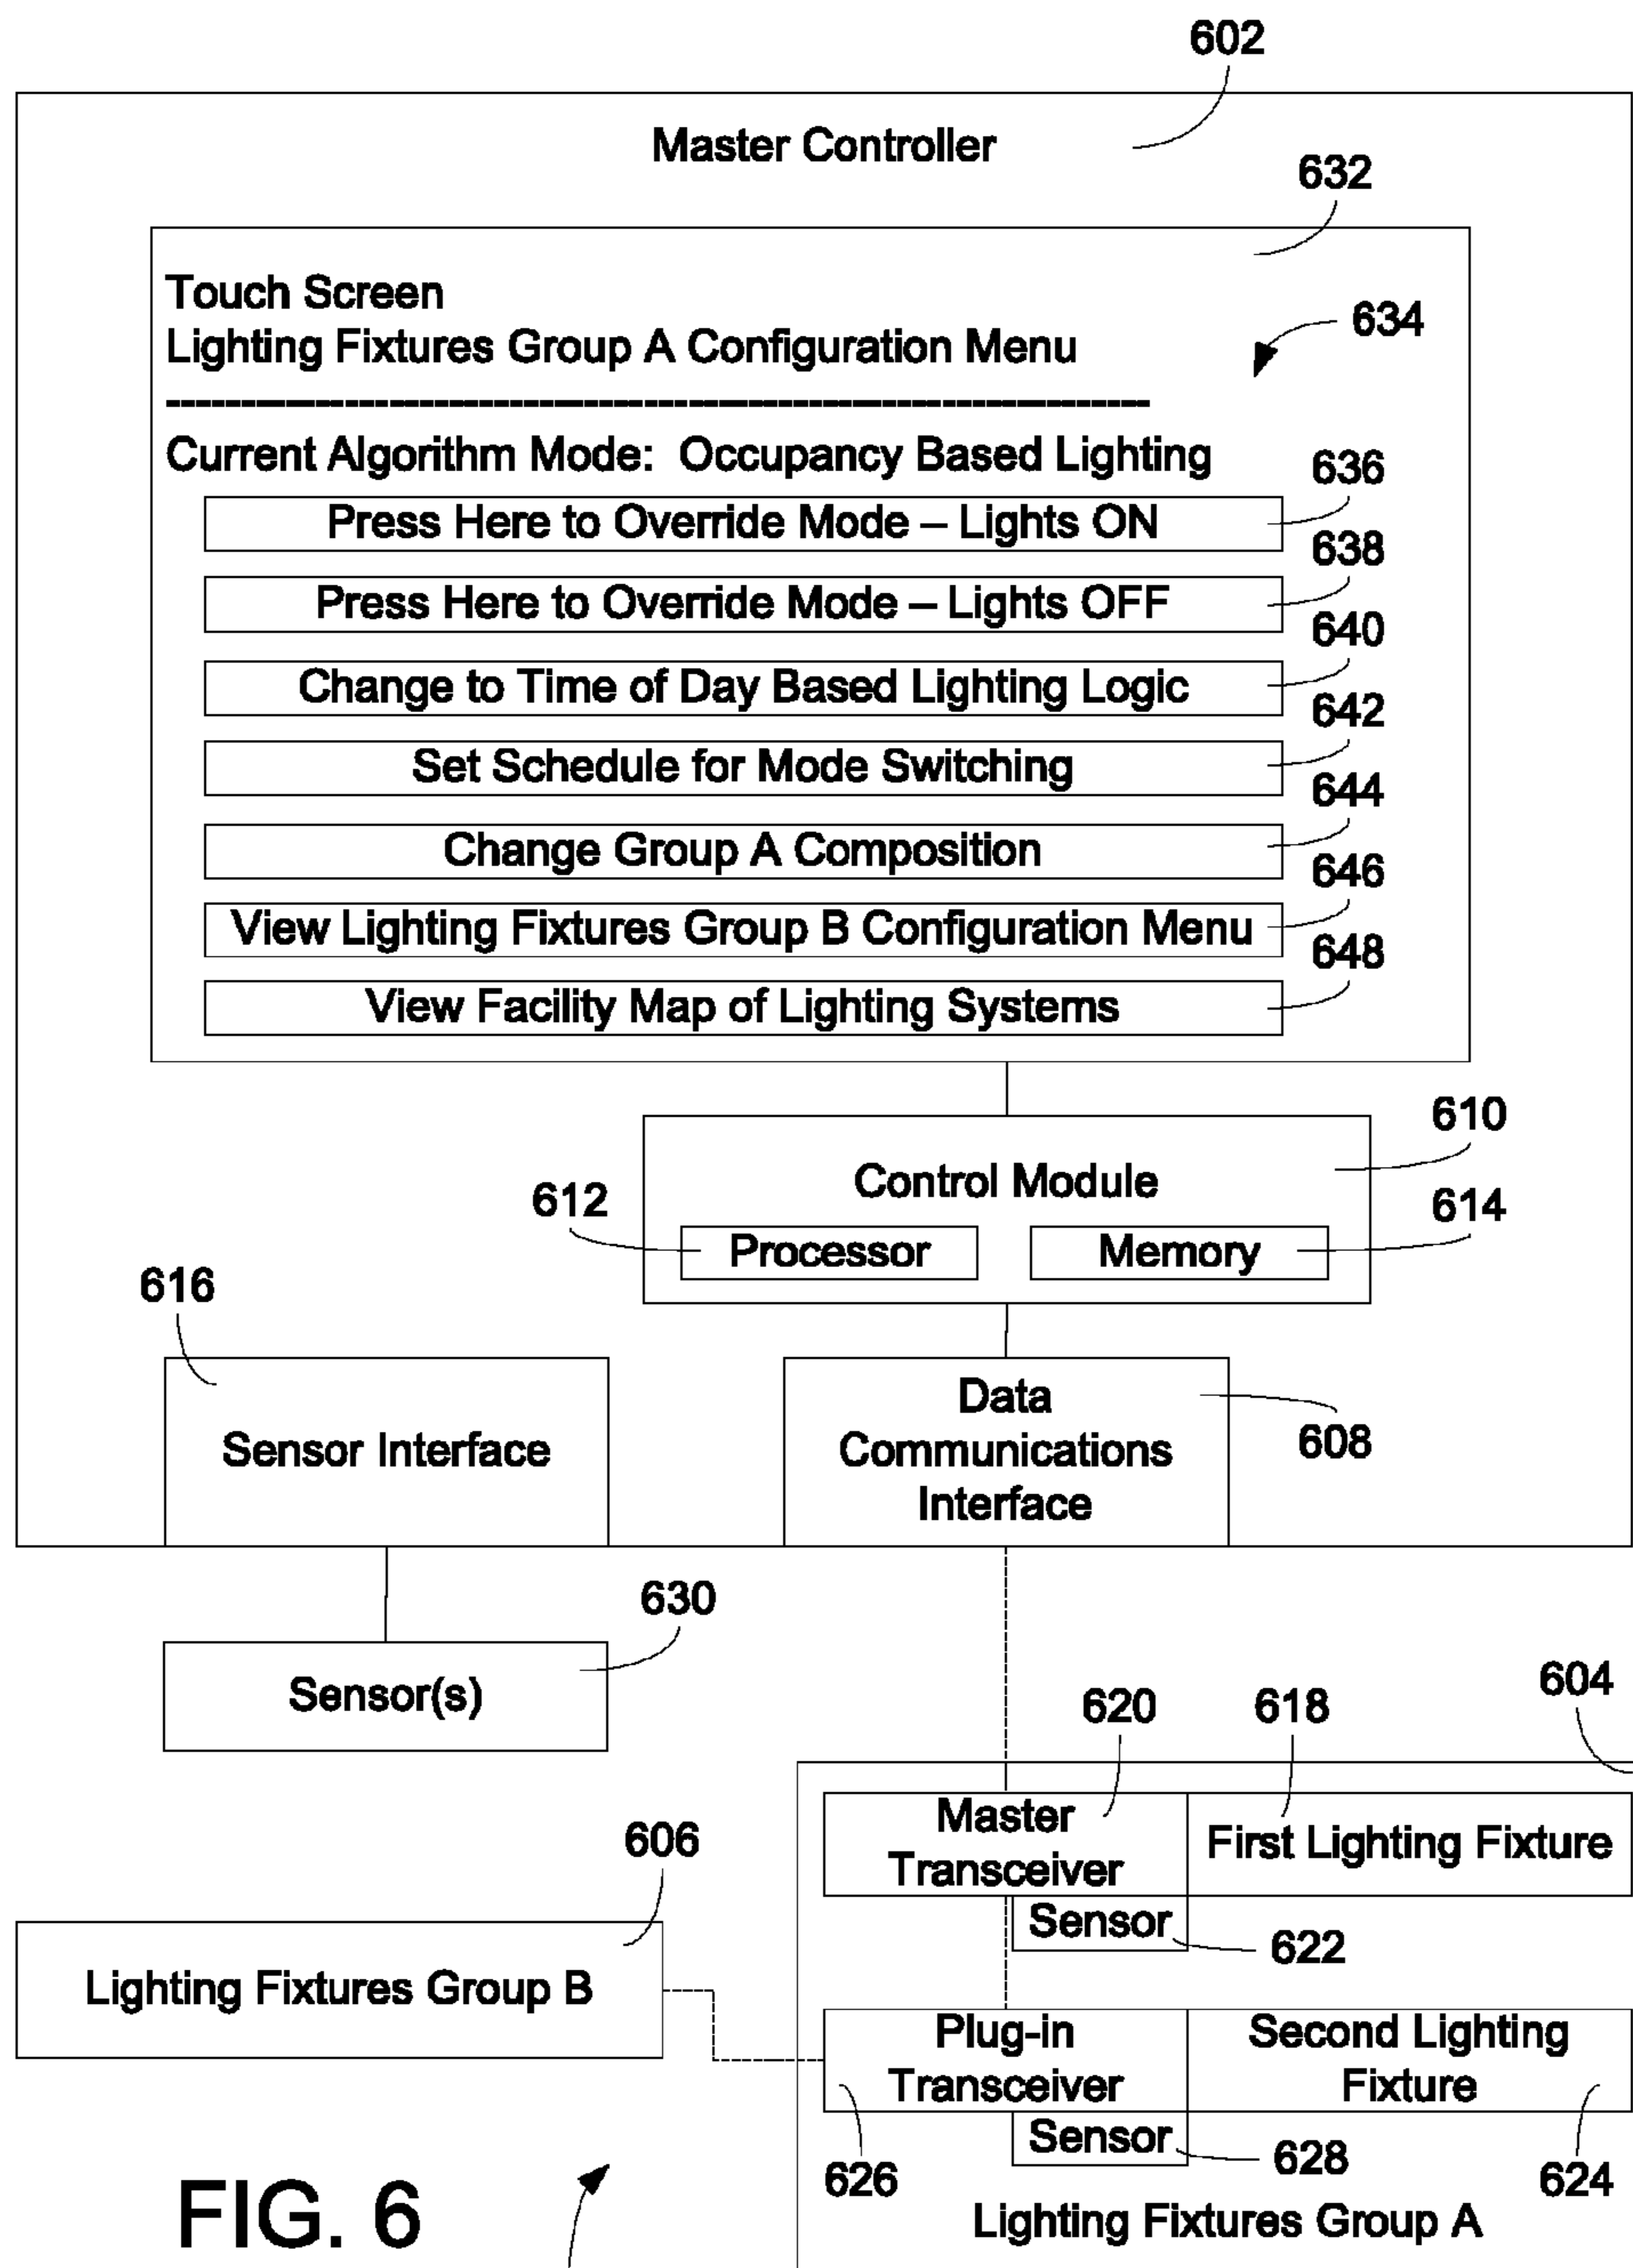 602
Master Controller
632
Touch Screen
634
Lighting Fixtures Group A Configuration Menu
------------------------------------------------------------------
Current Algorithm Mode: Occupancy Based Lighting
636
Press Here to Override Mode – Lights ON
638
Press Here to Override Mode – Lights OFF
640
Change to Time of Day Based Lighting Logic
642
Set Schedule for Mode Switching
644
Change Group A Composition
646
View Lighting Fixtures Group B Configuration Menu
648
View Facility Map of Lighting Systems
610
Control Module
612
614
Processor
Memory
616
Sensor Interface
Data
Communications
Interface
608
630
Sensor(s)
604
620
618
Master
Transceiver
First Lighting Fixture
606
Sensor
622
Lighting Fixtures Group B
Plug-in
Transceiver
Second Lighting
Fixture
Sensor
626
628
624
Lighting Fixtures Group A
FIG. 6